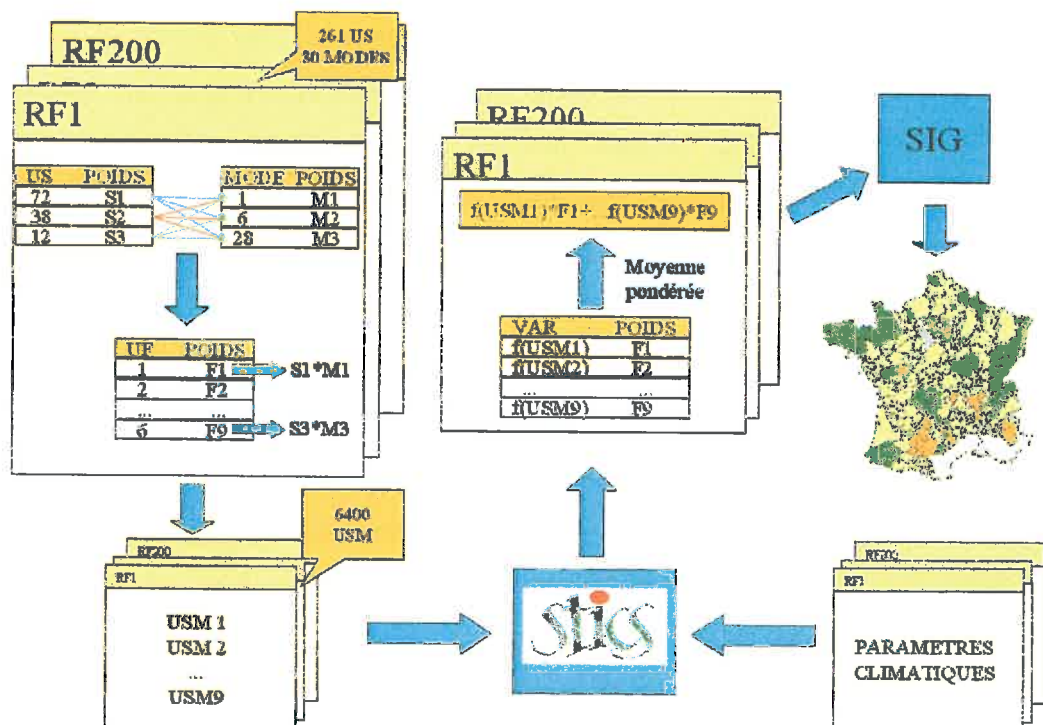 261 US
30 MODES
RF200
RF1
US POIDS
72 S1
38 S2
12 S3
MODE POIDS
1 M1
6 M2
28 M3
UF POIDS
1 F1 S1*M1
2 F2
... ...
6 F9 S3*M3
RF200
RF1
f(USM1)*F1+ f(USM9)*F9
Moyenne
pondérée
VAR POIDS
f(USM1) F1
f(USM2) F2
... ...
f(USM9) F9
SIG
6400
USM
RF200
RF1
USM 1
USM 2
...
USM9
Stics
RF200
RF1
PARAMETRES
CLIMATIQUES